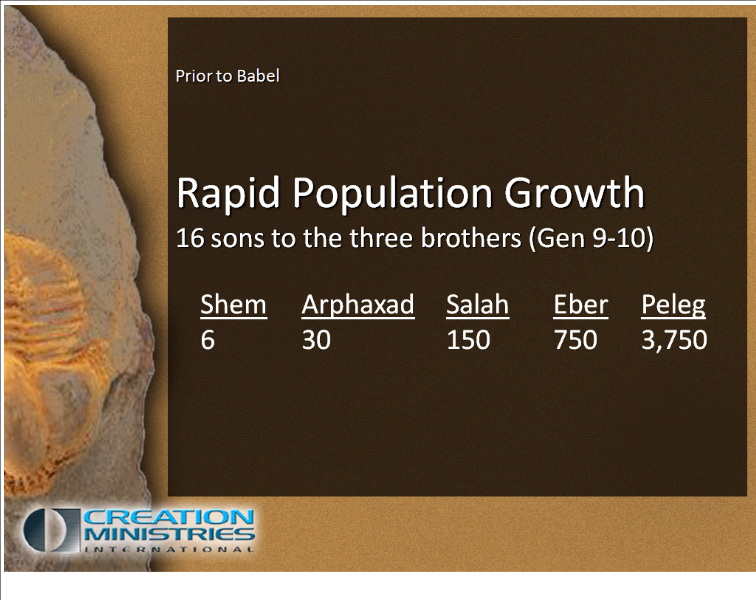 Prior to Babel
Rapid Population Growth
16 sons to the three brothers (Gen 9-10)
Shem Arphaxad Salah Eber Peleg
6 30 150 750 3,750
CREATION
MINISTRIES
INTERNATIONAL